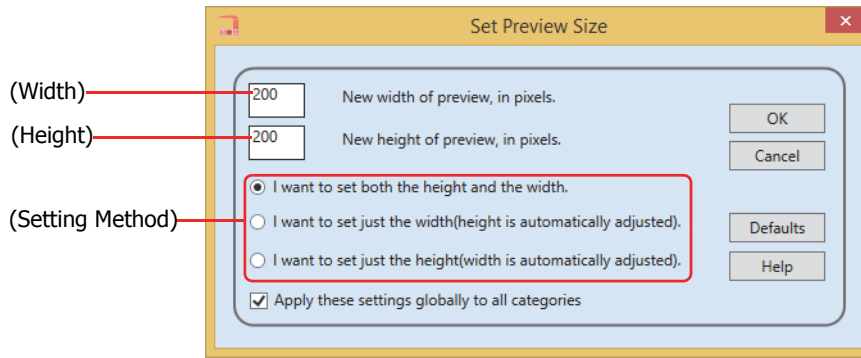 Set Preview Size
(Width) 200 New width of preview, in pixels.
(Height) 200 New height of preview, in pixels.
OK
Cancel
(Setting Method)
I want to set both the height and the width.
I want to set just the width(height is automatically adjusted).
I want to set just the height(width is automatically adjusted).
Defaults
Help
Apply these settings globally to all categories